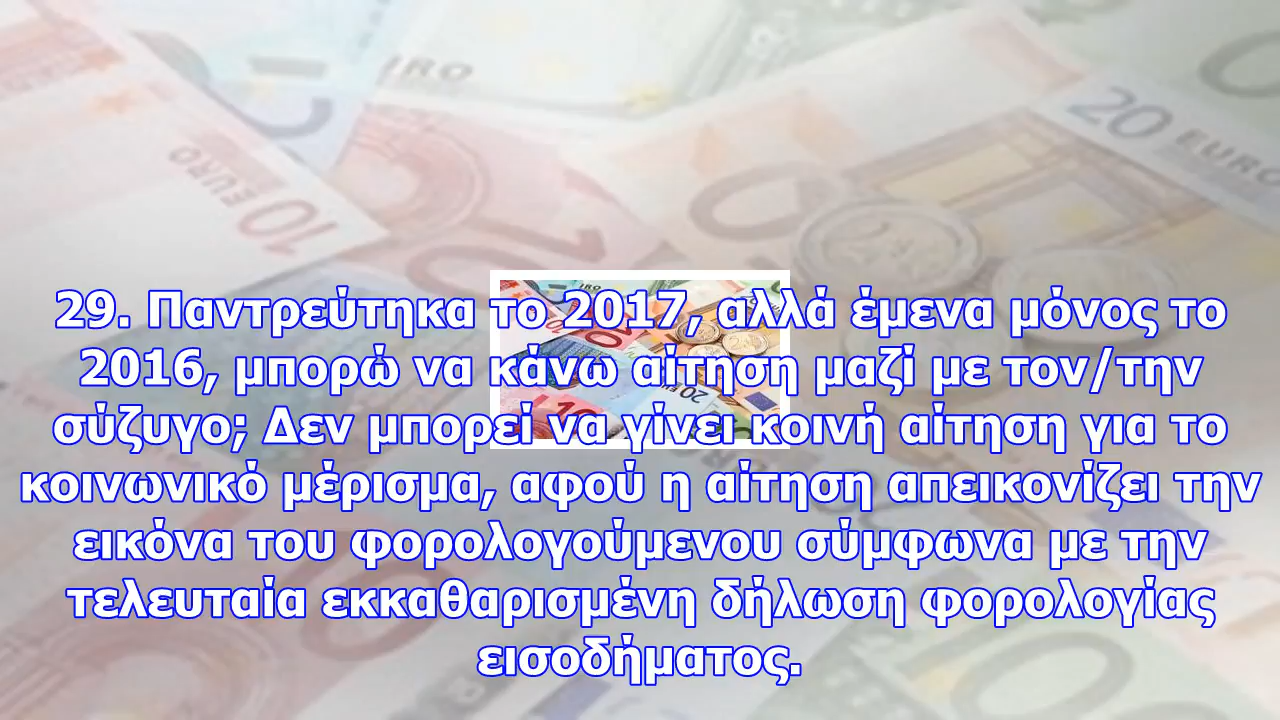 29. Παντρεύτηκα το 2017, αλλά έμενα μόνος το
2016, μπορώ να κάνω αίτηση μαζί με τον/την
σύζυγο; Δεν μπορεί να γίνει κοινή αίτηση για το
κοινωνικό μέρισμα, αφού η αίτηση απεικονίζει την
εικόνα του φορολογούμενου σύμφωνα με την
τελευταία εκκαθαρισμένη δήλωση φορολογίας
εισοδήματος.